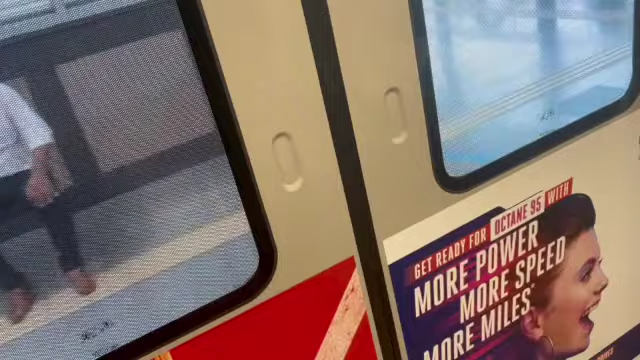 GET READY FOR OCTANE 95 WITH
MORE POWER
MORE SPEED
MORE MILES*